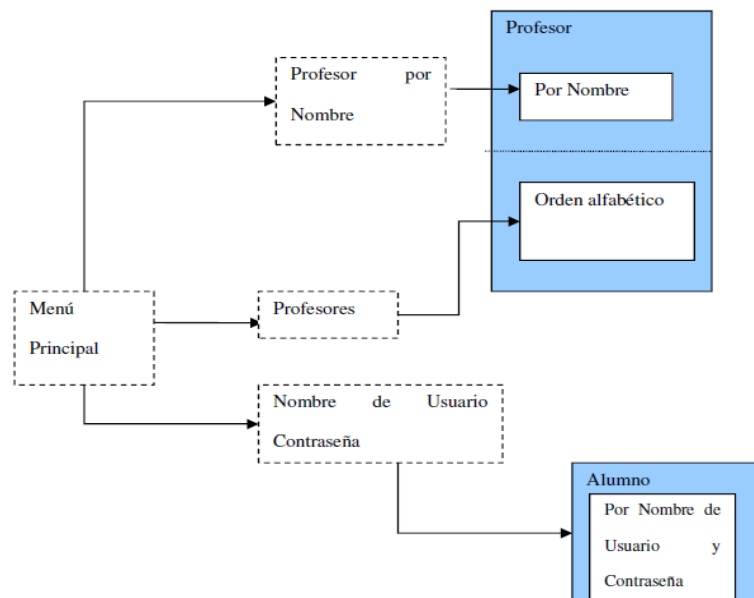 Profesor
Profesor por
Nombre
Por Nombre
Orden alfabético
Menú
Principal
Profesores
Nombre de Usuario
Contraseña
Alumno
Por Nombre de
Usuario y
Contraseña